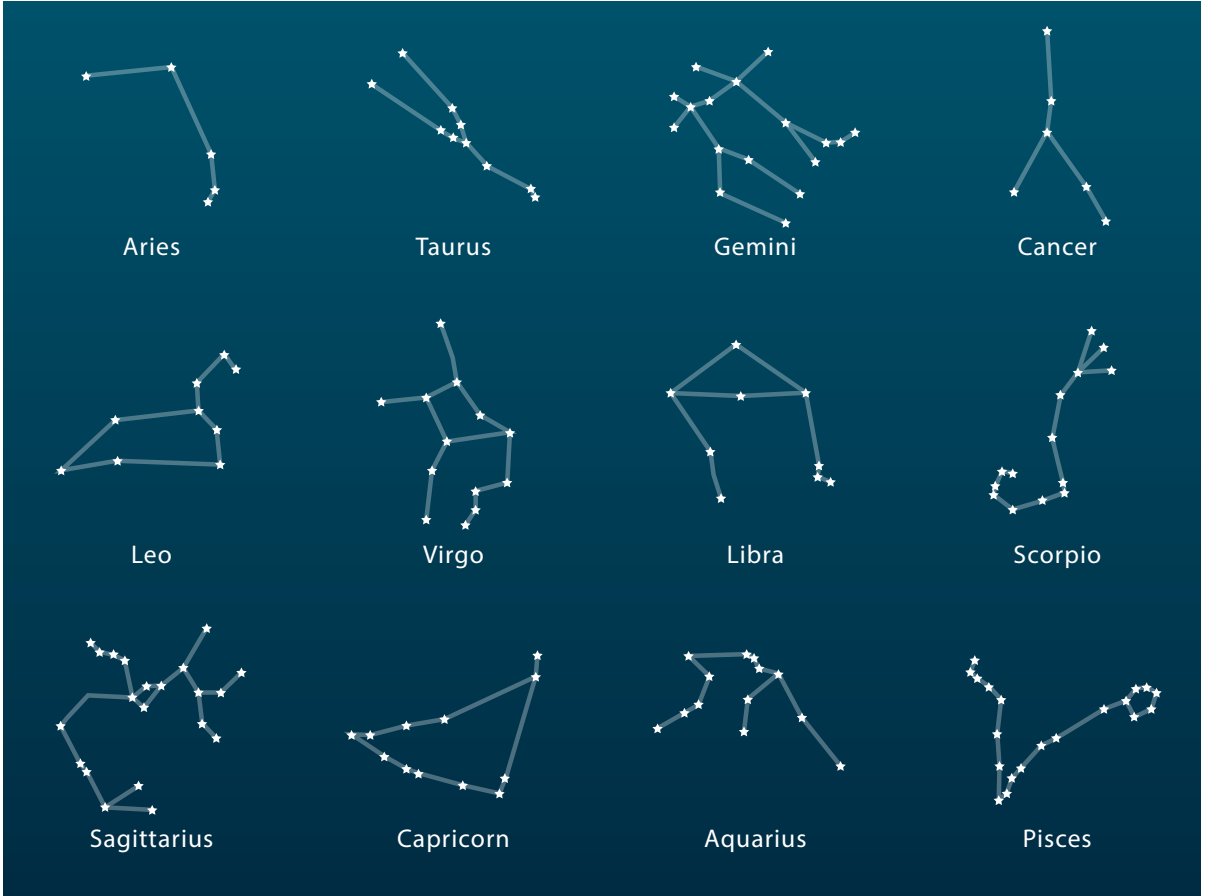 Aries
Taurus
Gemini
Cancer
Leo
Virgo
Libra
Scorpio
Sagittarius
Capricorn
Aquarius
Pisces